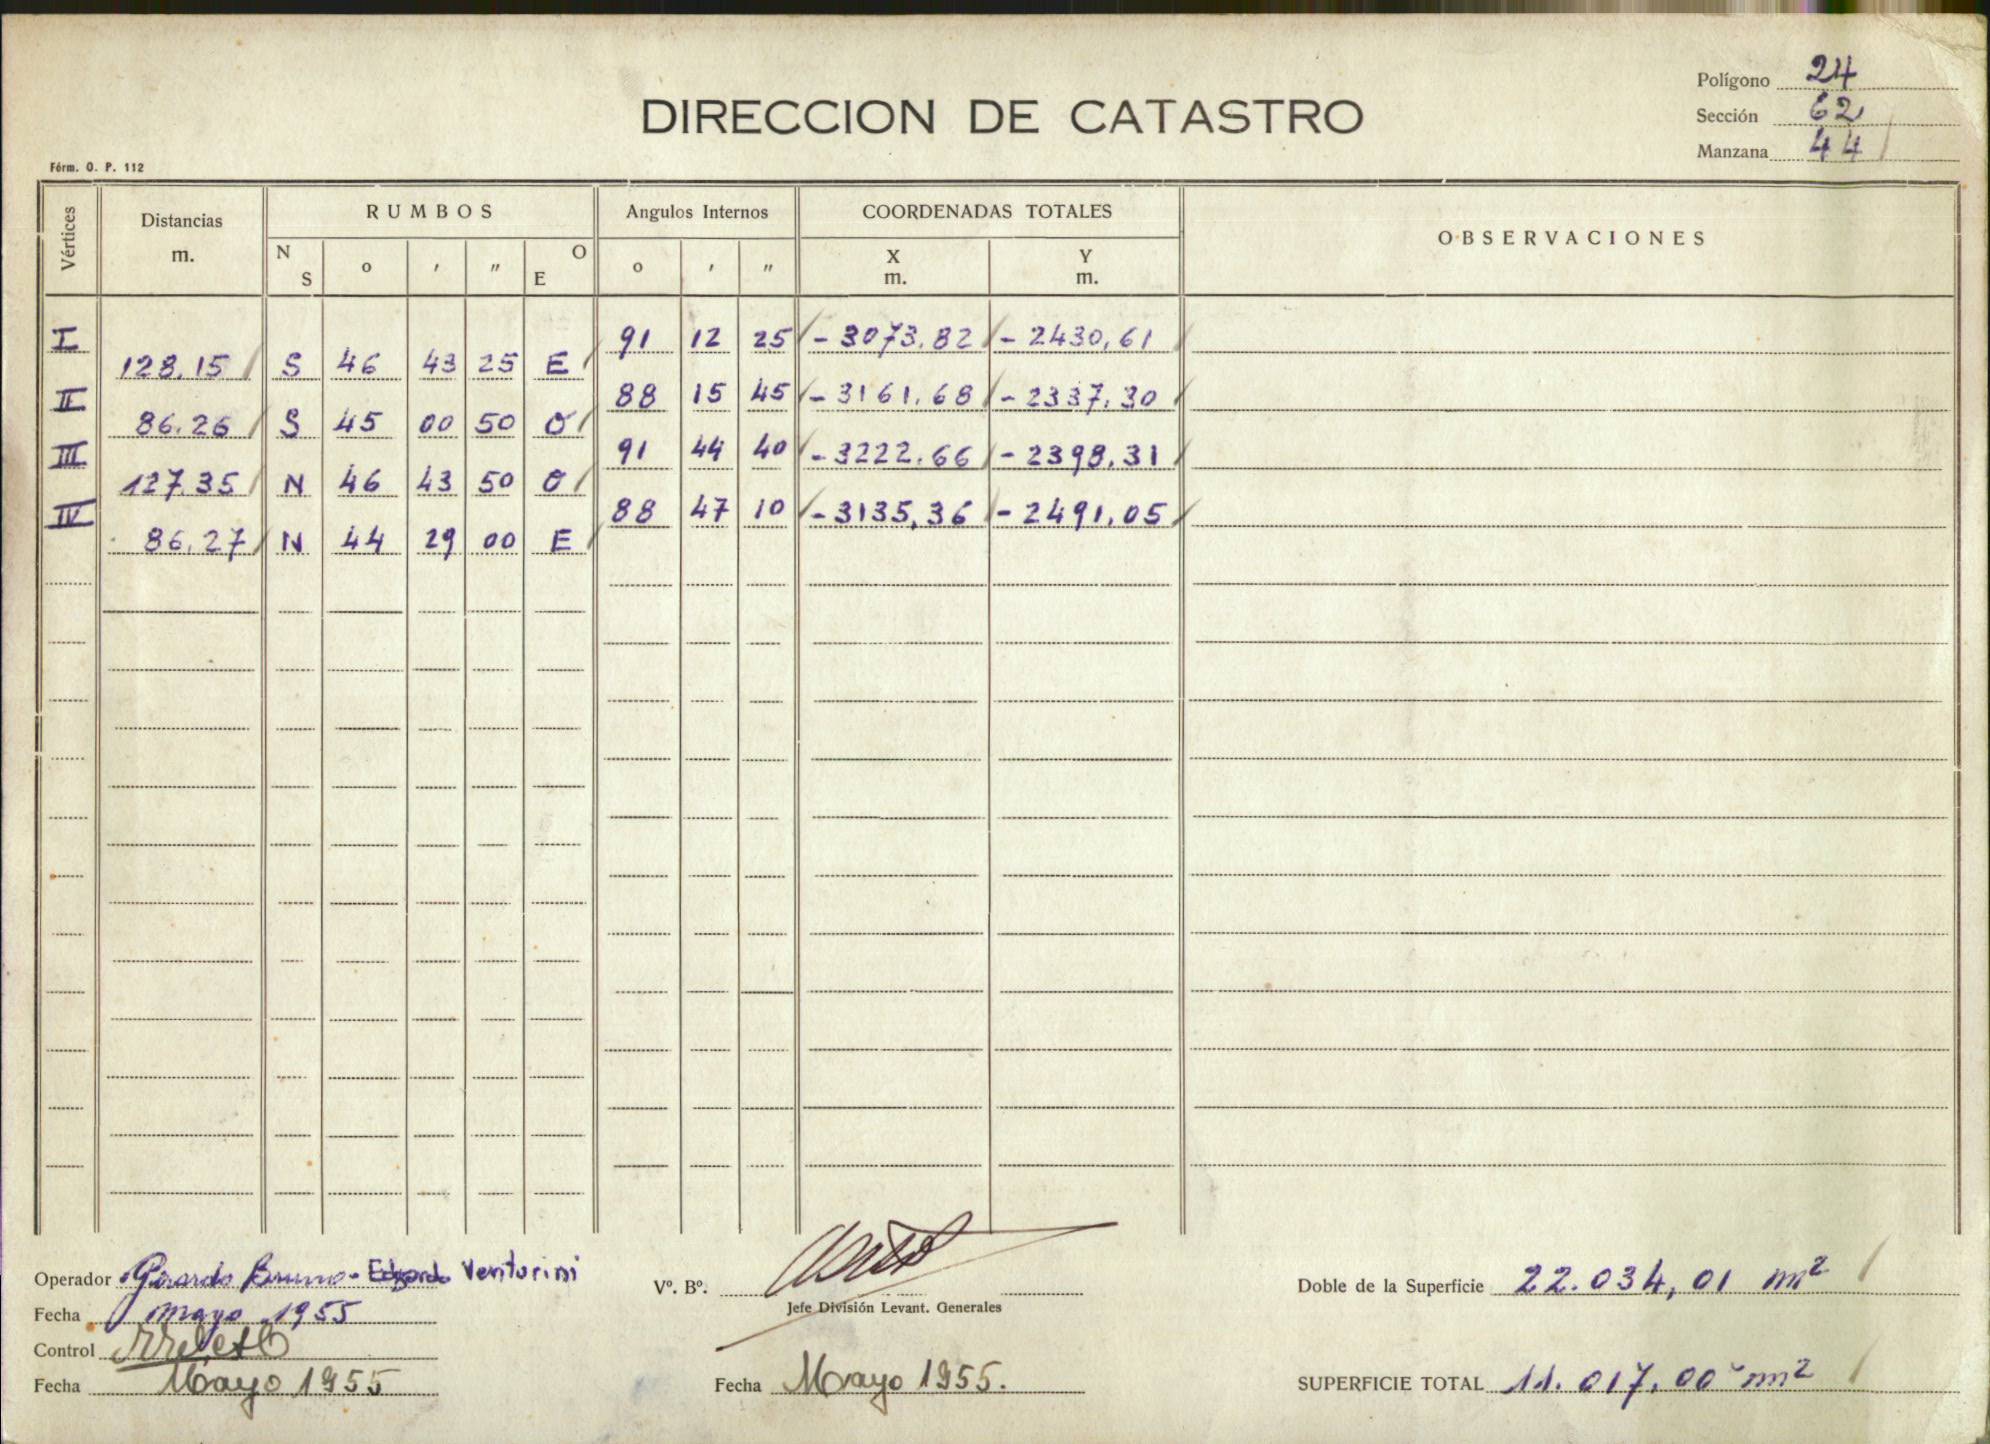 Polígono 24
DIRECCION DE CATASTRO
Sección 62
Manzana 44
Fórm. O. P. 112
Vértices Distancias m. RUMBOS Angulos Internos COORDENADAS TOTALES OBSERVACIONES
N S o ' " O E o ' " X m. Y m.
I 91 12 25 - 3073,82 - 2430,61
128,15 S 46 43 25 E
II 88 15 45 - 3161,68 - 2337,30
86,26 S 45 00 50 O
III 91 44 40 - 3222,66 - 2398,31
127,35 N 46 43 50 O
IV 88 47 10 - 3135,36 - 2491,05
86,27 N 44 29 00 E
Operador Gerardo Bruno - Edgardo Venturini
Vº. Bº.
Doble de la Superficie 22.034,01 m²
Jefe División Levant. Generales
Fecha mayo 1955
Control
Fecha Mayo 1955
Fecha Mayo 1955.
SUPERFICIE TOTAL 11.017,00 m²